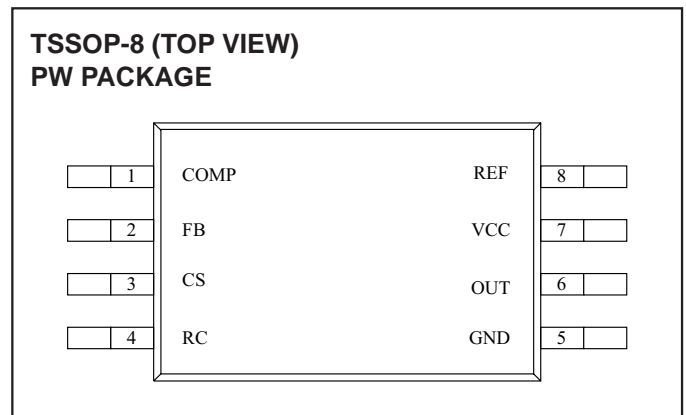 TSSOP-8 (TOP VIEW)
PW PACKAGE
1 COMP REF 8
2 FB VCC 7
3 CS OUT 6
4 RC GND 5